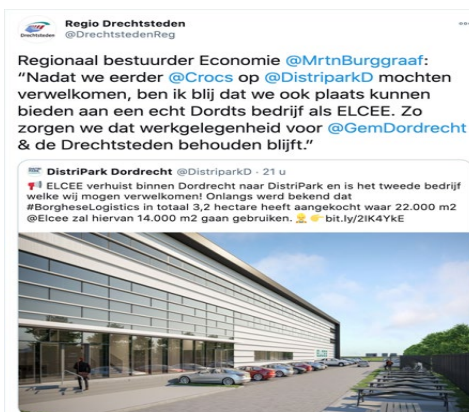 Regio Drechtsteden
@DrechtstedenReg
Regionaal bestuurder Economie @MrtnBurggraaf:
“Nadat we eerder @Crocs op @DistriparkD mochten
verwelkomen, ben ik blij dat we ook plaats kunnen
bieden aan een echt Dordts bedrijf als ELCEE. Zo
zorgen we dat werkgelegenheid voor @GemDordrecht
& de Drechtsteden behouden blijft.”
DistriPark Dordrecht @DistriparkD · 21 u
📢 ELCEE verhuist binnen Dordrecht naar DistriPark en is het tweede bedrijf
welke wij mogen verwelkomen! Onlangs werd bekend dat
#BorgheseLogistics in totaal 3,2 hectare heeft aangekocht waar 22.000 m2
@Elcee zal hiervan 14.000 m2 gaan gebruiken. 👷 👉 bit.ly/2IK4YkE
ELCEE